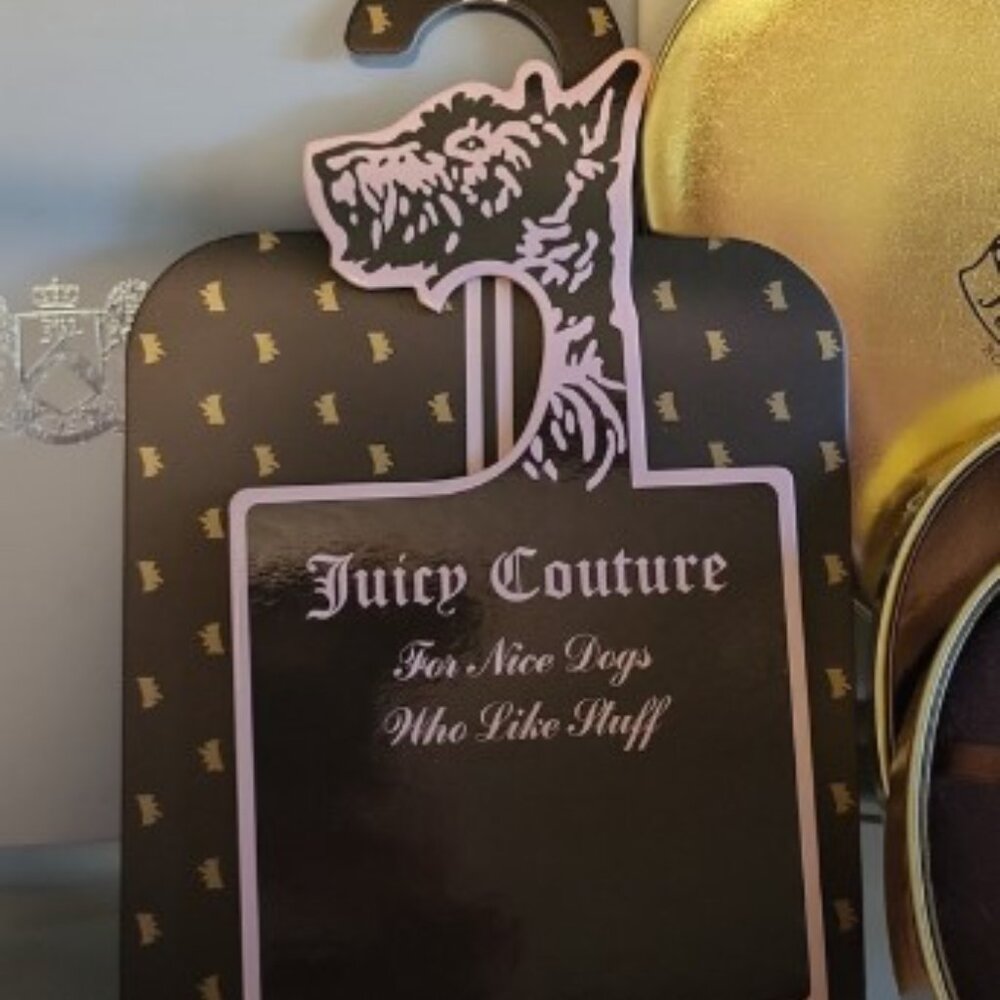 Juicy Couture
For Nice Dogs
Who Like Stuff